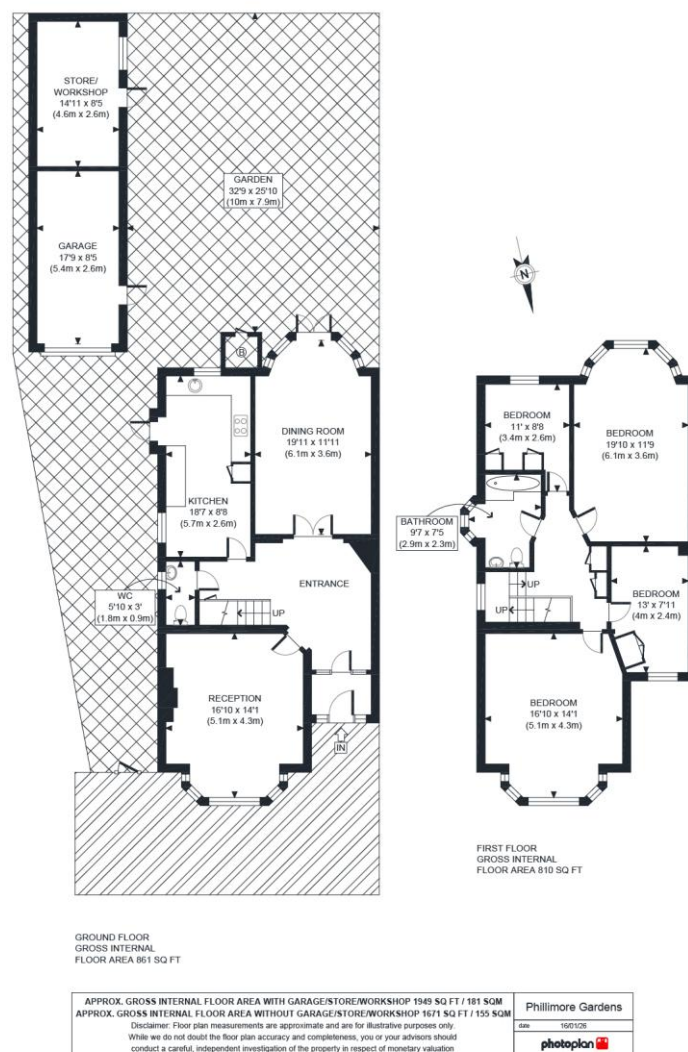 STORE/
WORKSHOP
14'11 x 8'5
(4.6m x 2.6m)
GARDEN
32'9 x 25'10
(10m x 7.9m)
GARAGE
17'9 x 8'5
(5.4m x 2.6m)
N
B
DINING ROOM
19'11 x 11'11
(6.1m x 3.6m)
KITCHEN
18'7 x 8'8
(5.7m x 2.6m)
WC
5'10 x 3'
(1.8m x 0.9m)
ENTRANCE
UP
RECEPTION
16'10 x 14'1
(5.1m x 4.3m)
IN
BEDROOM
11' x 8'8
(3.4m x 2.6m)
BEDROOM
19'10 x 11'9
(6.1m x 3.6m)
BATHROOM
9'7 x 7'5
(2.9m x 2.3m)
UP
UP
BEDROOM
13' x 7'11
(4m x 2.4m)
BEDROOM
16'10 x 14'1
(5.1m x 4.3m)
FIRST FLOOR
GROSS INTERNAL
FLOOR AREA 810 SQ FT
GROUND FLOOR
GROSS INTERNAL
FLOOR AREA 861 SQ FT
APPROX. GROSS INTERNAL FLOOR AREA WITH GARAGE/STORE/WORKSHOP 1949 SQ FT / 181 SQM
APPROX. GROSS INTERNAL FLOOR AREA WITHOUT GARAGE/STORE/WORKSHOP 1671 SQ FT / 155 SQM
Disclaimer: Floor plan measurements are approximate and are for illustrative purposes only.
While we do not doubt the floor plan accuracy and completeness, you or your advisors should
conduct a careful, independent investigation of the property in respect of monetary valuation
Phillimore Gardens
date 16/01/26
photoplan